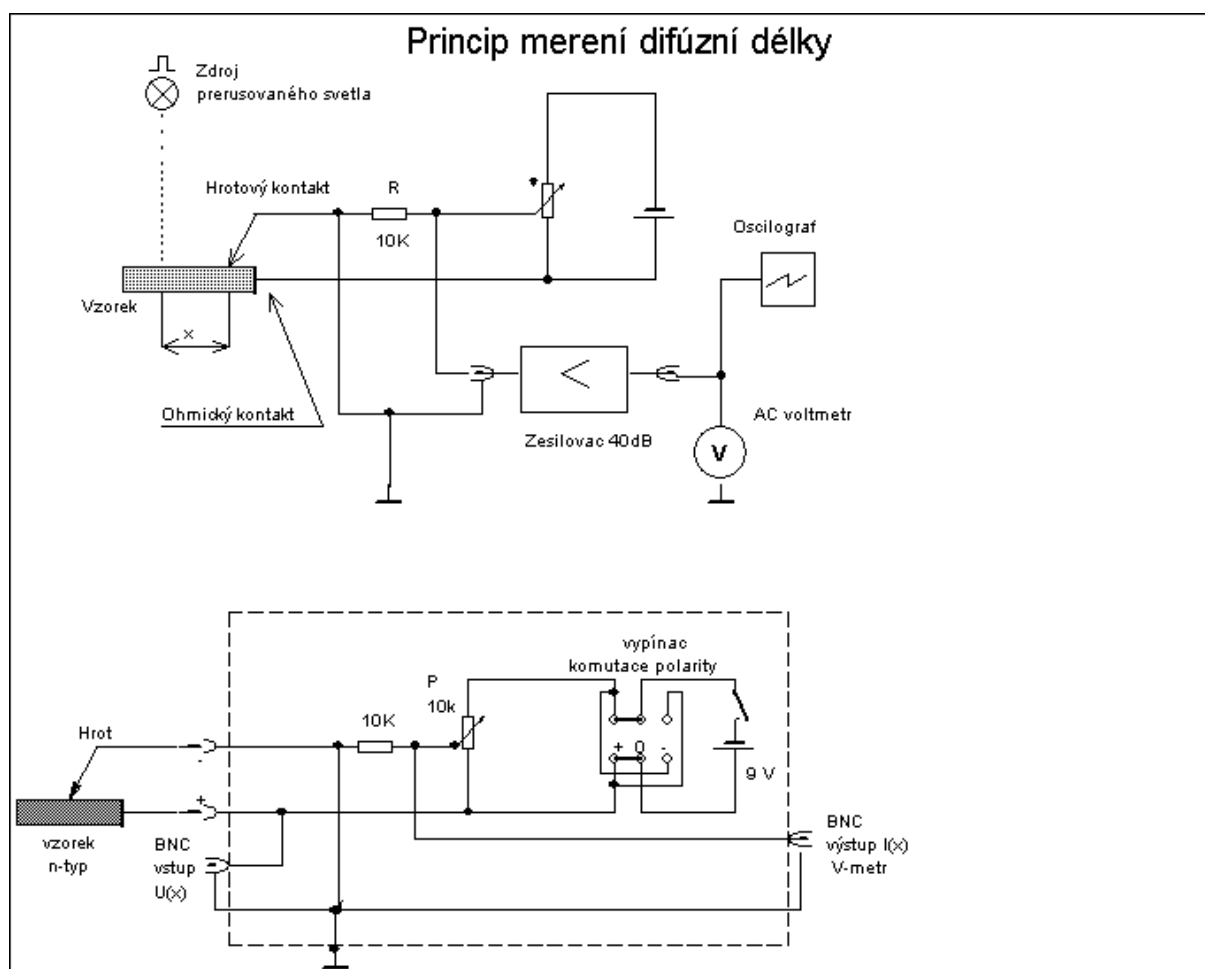 Princip merení difúzní délky
Zdroj
prerusovaného svetla
Hrotový kontakt
R
10K
Oscilograf
Vzorek
x
Ohmický kontakt
<
Zesilovac 40dB
AC voltmetr
V
vypínac
komutace polarity
P
10k
10K
Hrot
-
+ 0 -
9 V
+
vzorek
n-typ
BNC
vstup
U(x)
BNC
výstup I(x)
V-metr